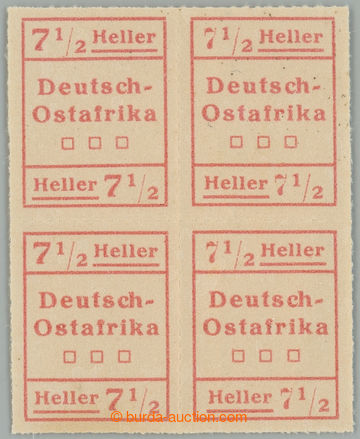 7 1/2 Heller
Deutsch-
Ostafrika
□ □ □
Heller 7 1/2
7 1/2 Heller
Deutsch-
Ostafrika
□ □ □
Heller 7 1/2
7 1/2 Heller
Deutsch-
Ostafrika
□ □ □
Heller 7 1/2
7 1/2 Heller
Deutsch-
Ostafrika
□ □ □
Heller 7 1/2
© burda-auction.com